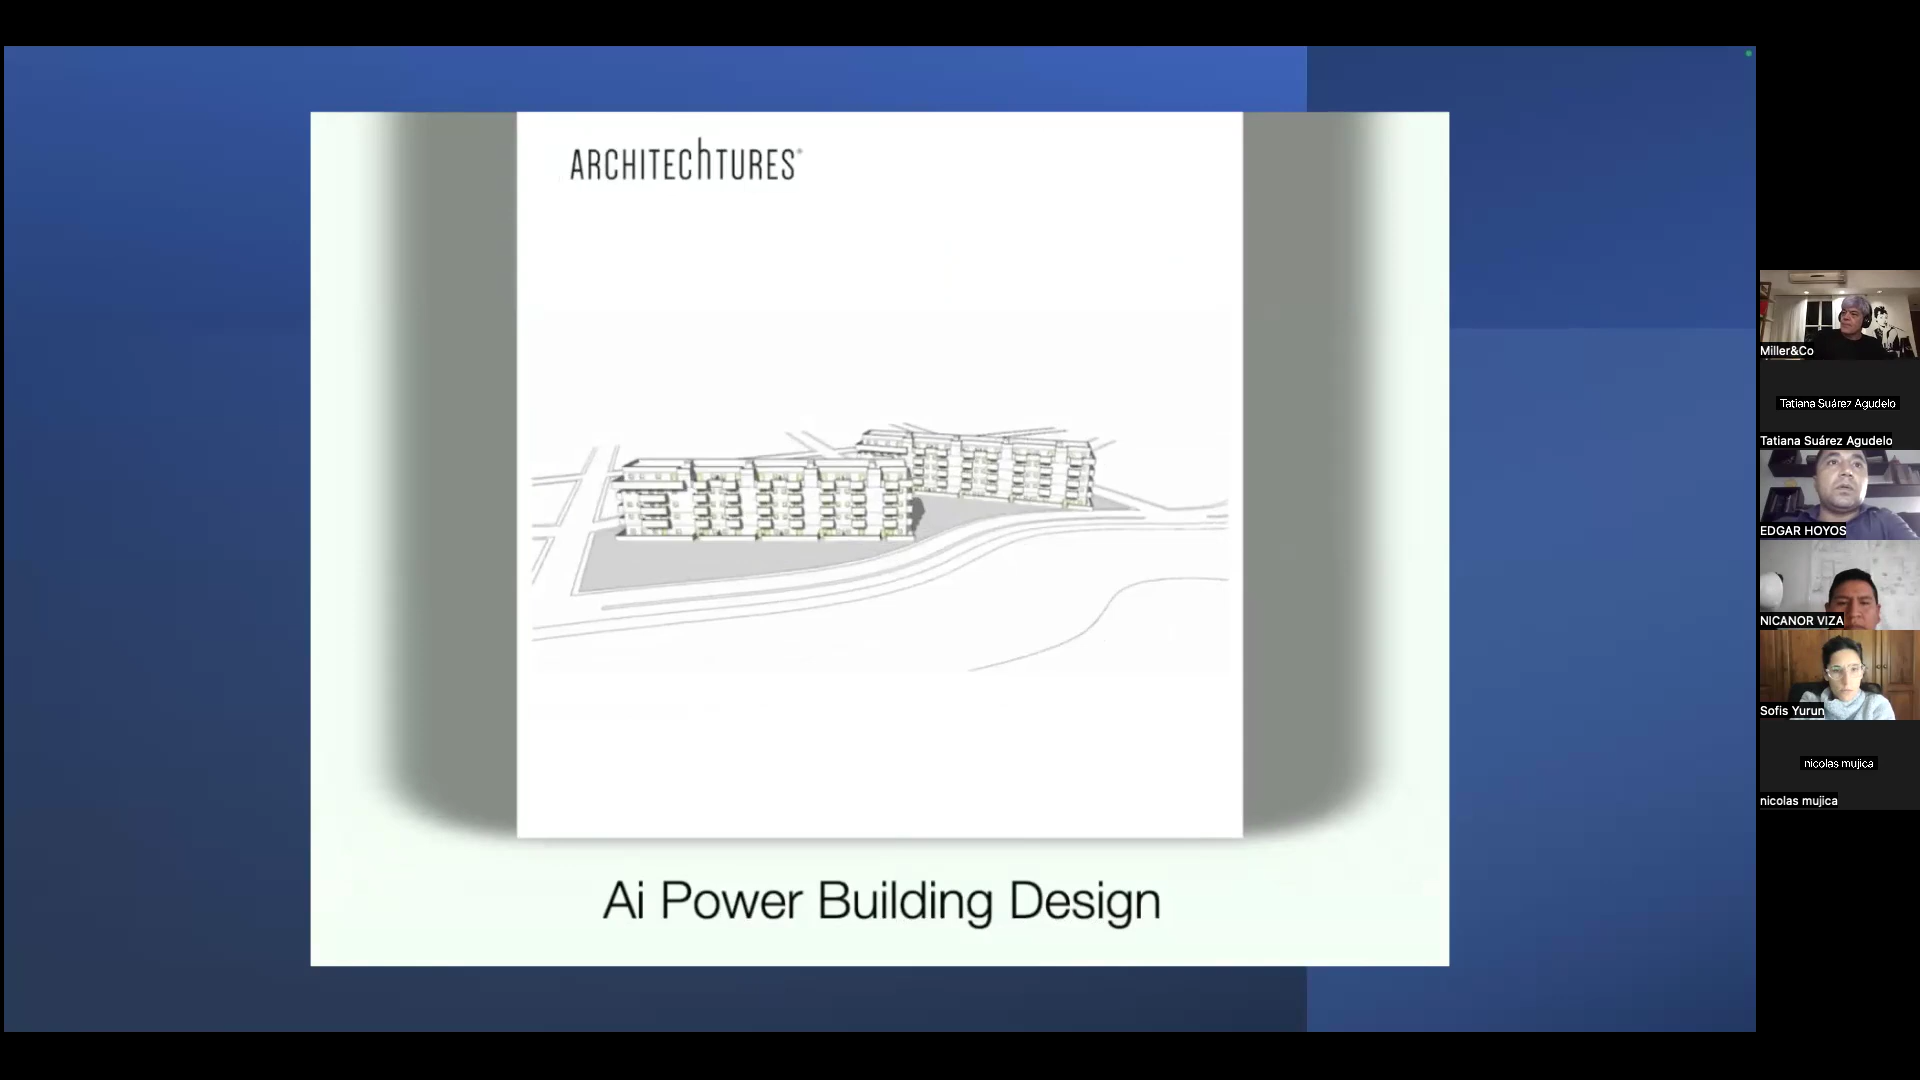 ARCHITEChTURES®
Ai Power Building Design
Miller&Co
Tatiana Suárez Agudelo
Tatiana Suárez Agudelo
EDGAR HOYOS
NICANOR VIZA
Sofis Yurun
nicolas mujica
nicolas mujica